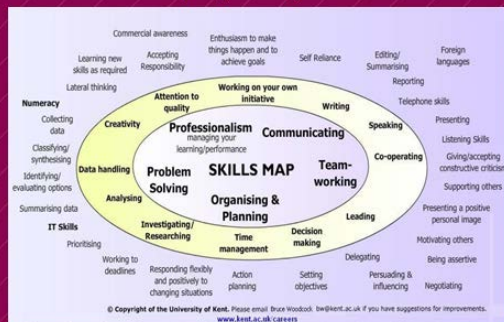 Commercial awareness
Enthusiasm to make
things happen and to
achieve goals
Foreign
languages
Learning new
skills as required
Accepting
Responsibility
Self Reliance
Editing/
Summarising
Reporting
Lateral thinking
Attention to
quality
Working on your own
initiative
Telephone skills
Numeracy
Creativity
Writing
Presenting
Collecting
data
Professionalism
managing your
learning/performance
Communicating
Speaking
Listening Skills
Classifying/
synthesising
Data handling
Co-operating
Giving/accepting
constructive criticism
Identifying/
evaluating options
Problem
Solving
SKILLS MAP
Team-
working
Supporting others
Summarising data
Analysing
Organising &
Planning
Presenting a positive
personal image
IT Skills
Investigating/
Researching
Time
management
Decision
making
Leading
Motivating others
Prioritising
Delegating
Being assertive
Working to
deadlines
Responding flexibly
and positively to
changing situations
Action
planning
Setting
objectives
Persuading &
influencing
Negotiating
© Copyright of the University of Kent. Please email Bruce Woodcock bw@kent.ac.uk if you have suggestions for improvements.
www.kent.ac.uk/careers